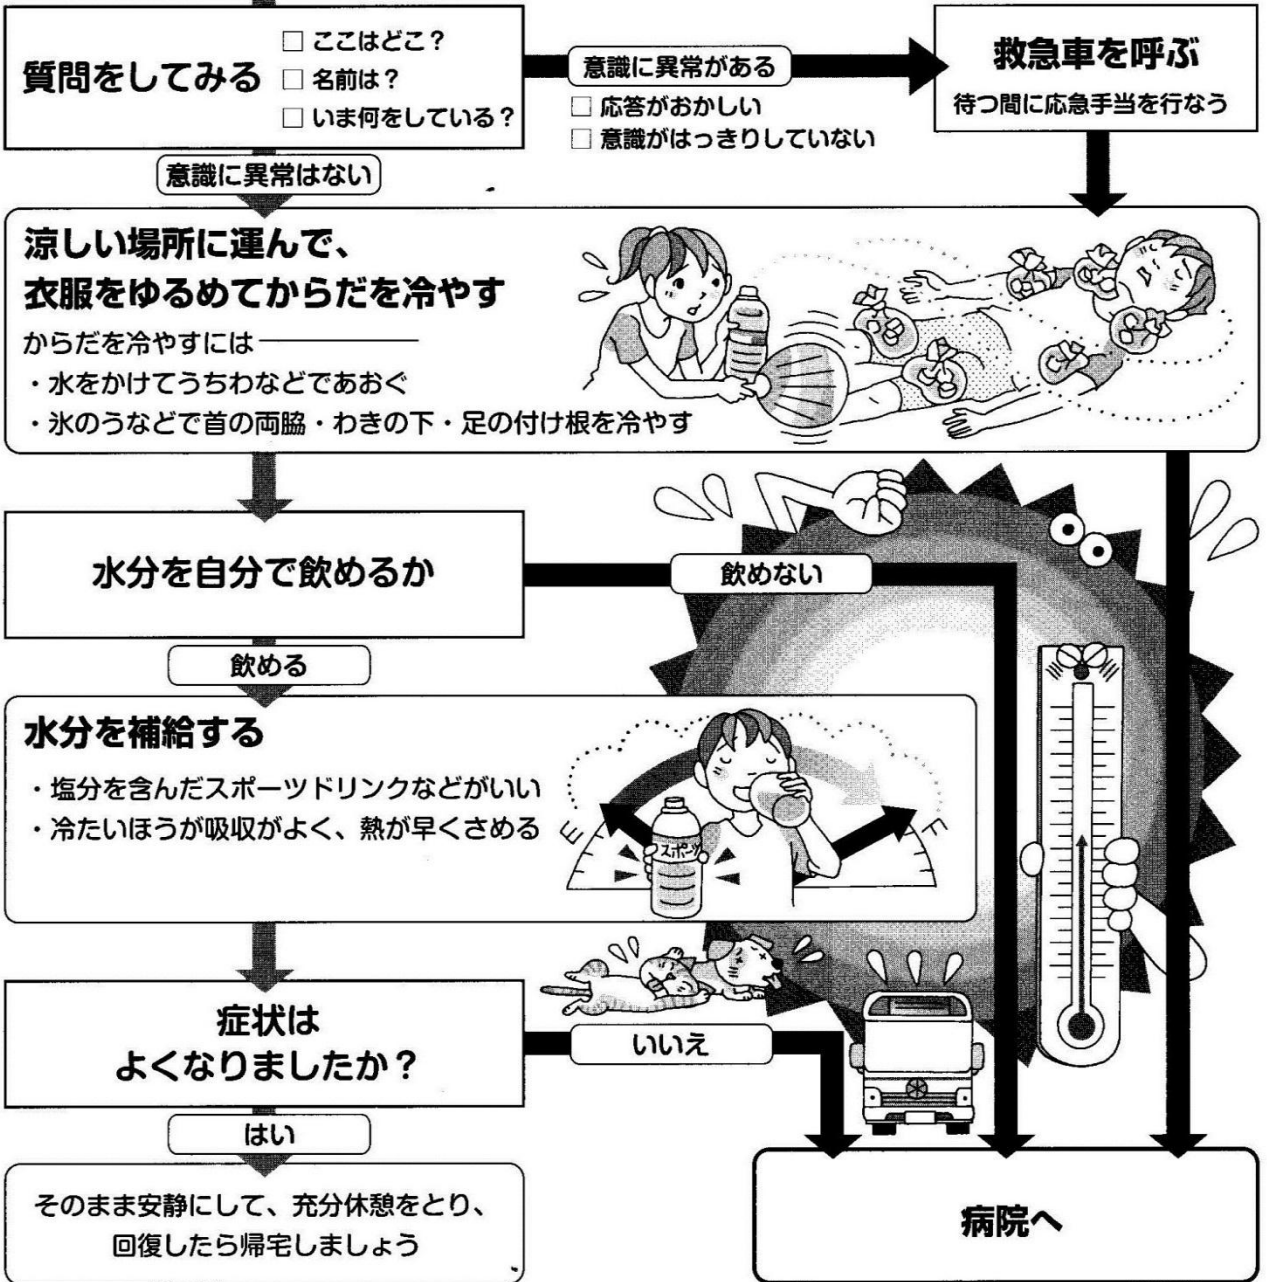 質問をしてみる
□ ここはどこ？
□ 名前は？
□ いま何をしている？
意識に異常がある
□ 応答がおかしい
□ 意識がはっきりしていない
救急車を呼ぶ
待つ間に応急手当を行なう
意識に異常はない
涼しい場所に運んで、
衣服をゆるめてからだを冷やす
からだを冷やすには
・水をかけてうちわなどであおぐ
・氷のうなどで首の両脇・わきの下・足の付け根を冷やす
水分を自分で飲めるか
飲めない
飲める
水分を補給する
・塩分を含んだスポーツドリンクなどがいい
・冷たいほうが吸収がよく、熱が早くさめる
E
F
スポーツ
症状は
よくなりましたか？
いいえ
はい
そのまま安静にして、充分休憩をとり、
回復したら帰宅しましょう
病院へ